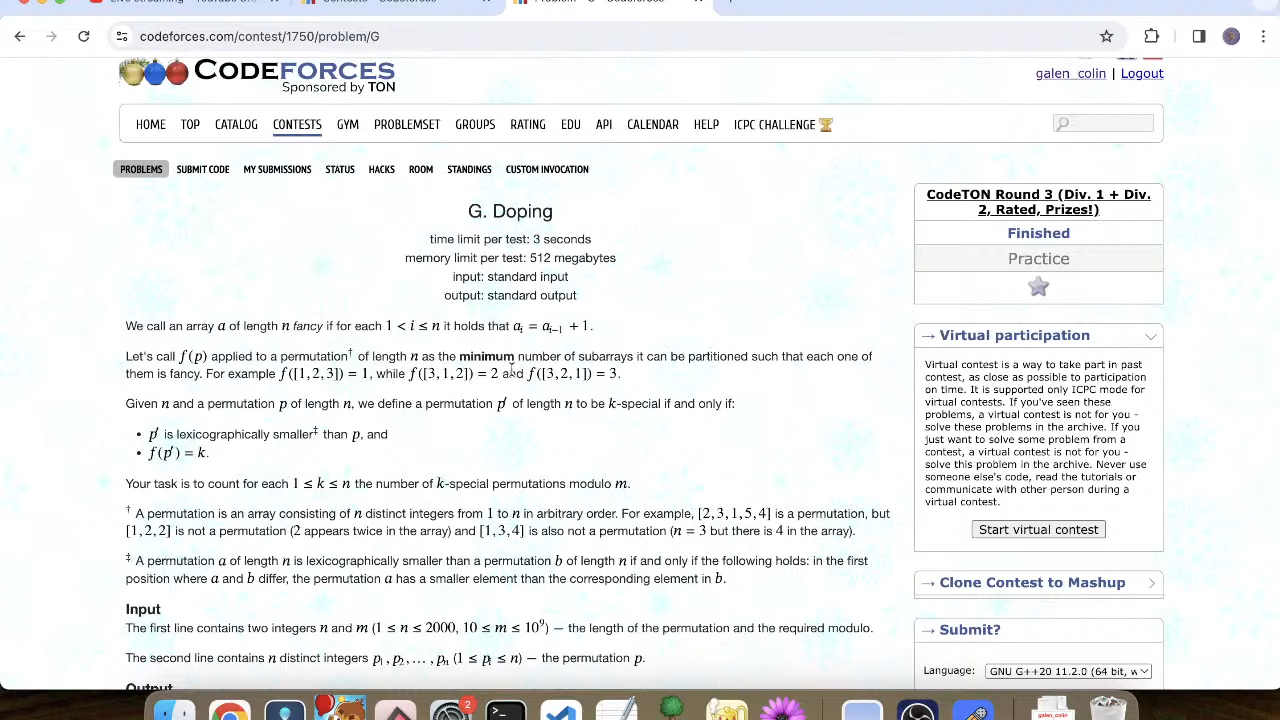 codeforces.com/contest/1750/problem/G
CODEFORCES
Sponsored by TON
galen_colin | Logout
HOME TOP CATALOG CONTESTS GYM PROBLEMSET GROUPS RATING EDU API CALENDAR HELP ICPC CHALLENGE
PROBLEMS SUBMIT CODE MY SUBMISSIONS STATUS HACKS ROOM STANDINGS CUSTOM INVOCATION
G. Doping
time limit per test: 3 seconds
memory limit per test: 512 megabytes
input: standard input
output: standard output
We call an array a of length n fancy if for each 1 < i ≤ n it holds that aᵢ = aᵢ₋₁ + 1.
Let's call f(p) applied to a permutation† of length n as the minimum number of subarrays it can be partitioned such that each one of
them is fancy. For example f([1, 2, 3]) = 1, while f([3, 1, 2]) = 2 and f([3, 2, 1]) = 3.
Given n and a permutation p of length n, we define a permutation p′ of length n to be k-special if and only if:
• p′ is lexicographically smaller‡ than p, and
• f(p′) = k.
Your task is to count for each 1 ≤ k ≤ n the number of k-special permutations modulo m.
† A permutation is an array consisting of n distinct integers from 1 to n in arbitrary order. For example, [2, 3, 1, 5, 4] is a permutation, but
[1, 2, 2] is not a permutation (2 appears twice in the array) and [1, 3, 4] is also not a permutation (n = 3 but there is 4 in the array).
‡ A permutation a of length n is lexicographically smaller than a permutation b of length n if and only if the following holds: in the first
position where a and b differ, the permutation a has a smaller element than the corresponding element in b.
Input
The first line contains two integers n and m (1 ≤ n ≤ 2000, 10 ≤ m ≤ 10⁹) — the length of the permutation and the required modulo.
The second line contains n distinct integers p₁, p₂, …, pₙ (1 ≤ pᵢ ≤ n) — the permutation p.
Output
CodeTON Round 3 (Div. 1 + Div.
2, Rated, Prizes!)
Finished
Practice
→ Virtual participation
Virtual contest is a way to take part in past
contest, as close as possible to participation
on time. It is supported only ICPC mode for
virtual contests. If you've seen these
problems, a virtual contest is not for you -
solve these problems in the archive. If you
just want to solve some problem from a
contest, a virtual contest is not for you -
solve this problem in the archive. Never use
someone else's code, read the tutorials or
communicate with other person during a
virtual contest.
Start virtual contest
→ Clone Contest to Mashup
→ Submit?
Language: GNU G++20 11.2.0 (64 bit, w
2
galen_colin